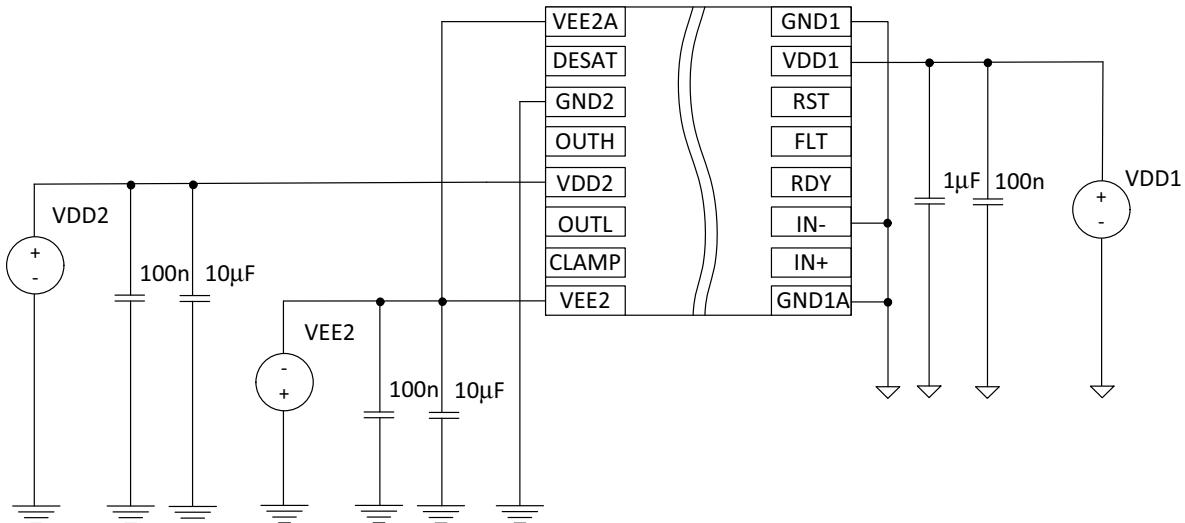 VEE2A
DESAT
GND2
OUTH
VDD2
OUTL
CLAMP
VEE2
GND1
VDD1
RST
FLT
RDY
IN-
IN+
GND1A
VDD2
+
-
100n
10μF
VEE2
-
+
100n
10μF
1μF
100n
VDD1
+
-